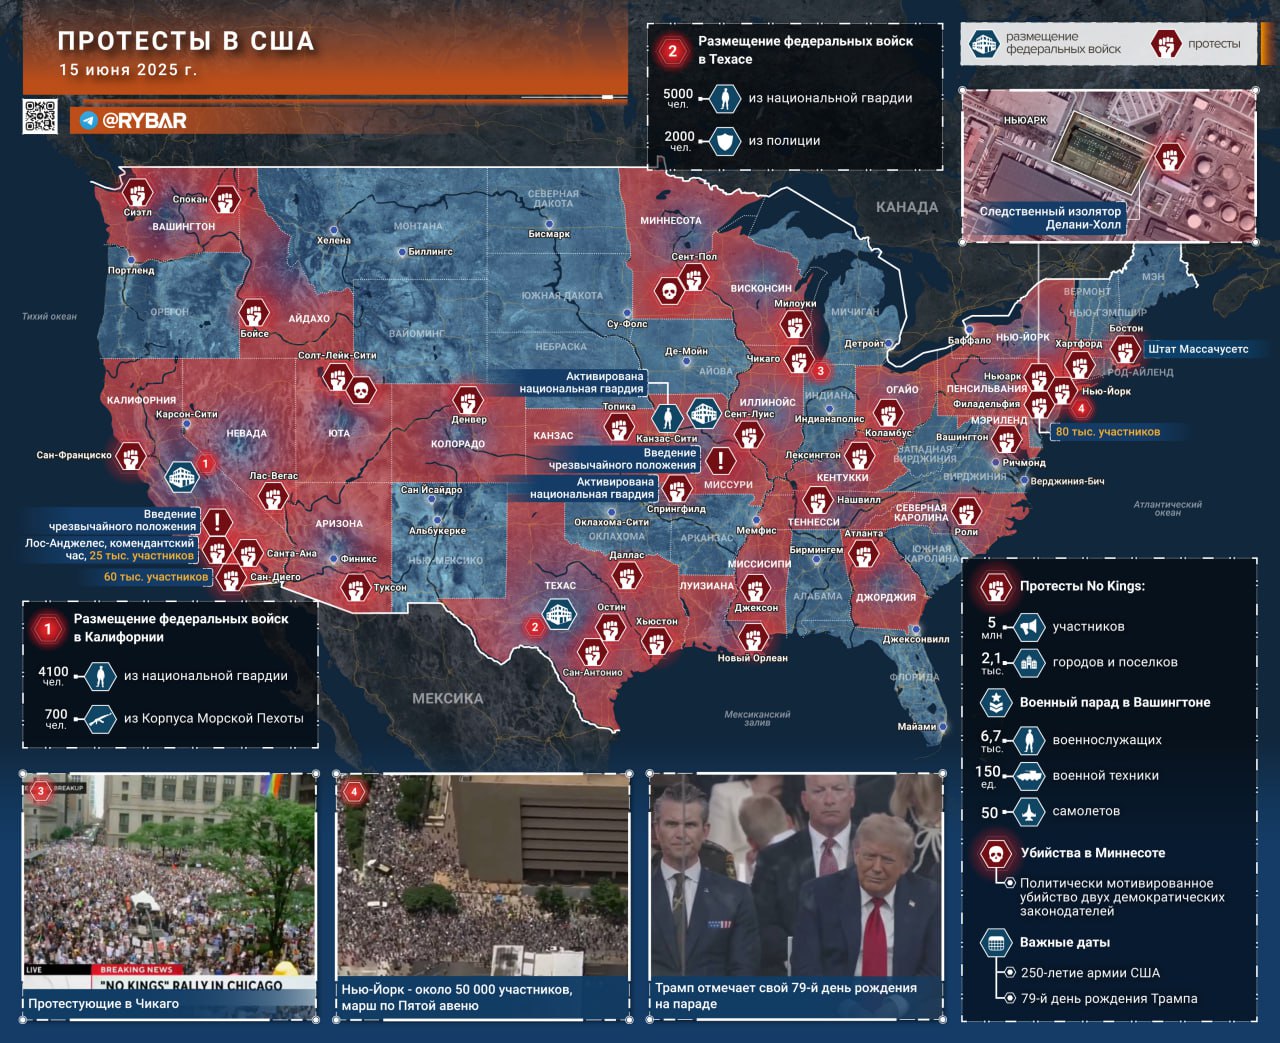 ПРОТЕСТЫ В США
15 июня 2025 г.
@RYBAR
2
Размещение федеральных войск
в Техасе
5000
чел.
из национальной гвардии
2000
чел.
из полиции
размещение
федеральных войск
протесты
НЬЮАРК
Следственный изолятор
Делани-Холл
КАНАДА
Тихий океан
Сиэтл
Спокан
ВАШИНГТОН
Портленд
ОРЕГОН
Бойсе
АЙДАХО
Хелена
МОНТАНА
Биллингс
СЕВЕРНАЯ
ДАКОТА
Бисмарк
ЮЖНАЯ ДАКОТА
Су-Фолс
ВАЙОМИНГ
НЕБРАСКА
МИННЕСОТА
Сент-Пол
ВИСКОНСИН
Милуоки
МИЧИГАН
Детройт
Чикаго
3
Де-Мойн
АЙОВА
ИЛЛИНОЙС
ИНДИАНА
Индианаполис
ОГАЙО
Коламбус
Баффало
НЬЮ-ЙОРК
ВЕРМОНТ
МЭН
НЬЮ-ГЭМПШИР
Бостон
Штат Массачусетс
Хартфорд
РОД-АЙЛЕНД
Ньюарк
ПЕНСИЛЬВАНИЯ
Нью-Йорк
4
Филадельфия
80 тыс. участников
МЭРИЛЕНД
Вашингтон
ЗАПАДНАЯ
ВИРДЖИНИЯ
ВИРДЖИНИЯ
Ричмонд
Верджиния-Бич
Атлантический
океан
Солт-Лейк-Сити
КАЛИФОРНИЯ
Карсон-Сити
НЕВАДА
ЮТА
Денвер
КОЛОРАДО
Сан-Франциско
1
Лас-Вегас
Активирована
национальная гвардия
Топика
КАНЗАС
Канзас-Сити
Сент-Луис
Введение
чрезвычайного положения
МИССУРИ
Активирована
национальная гвардия
Спрингфилд
Лексингтон
КЕНТУККИ
Нашвилл
ТЕННЕССИ
Мемфис
СЕВЕРНАЯ
КАРОЛИНА
Роли
ЮЖНАЯ
КАРОЛИНА
Введение
чрезвычайного положения
Лос-Анджелес, комендантский
час, 25 тыс. участников
60 тыс. участников
Санта-Ана
Сан-Диего
АРИЗОНА
Финикс
Туксон
Сан Исайдро
Альбукерке
НЬЮ-МЕКСИКО
Оклахома-Сити
ОКЛАХОМА
АРКАНЗАС
Даллас
ТЕХАС
2
Остин
Хьюстон
Сан-Антонио
ЛУИЗИАНА
МИССИСИПИ
Джексон
Новый Орлеан
Бирмингем
АЛАБАМА
Атланта
ДЖОРДЖИЯ
Джексонвилл
ФЛОРИДА
Майами
МЕКСИКА
Мексиканский
залив
1
Размещение федеральных войск
в Калифорнии
4100
чел.
из национальной гвардии
700
чел.
из Корпуса Морской Пехоты
Протесты No Kings:
5
млн
участников
2,1
тыс.
городов и поселков
Военный парад в Вашингтоне
6,7
тыс.
военнослужащих
150
ед.
военной техники
50
самолетов
Убийства в Миннесоте
Политически мотивированное
убийство двух демократических
законодателей
Важные даты
250-летие армии США
79-й день рождения Трампа
3
BREAKUP
LIVE
BREAKING NEWS
"NO KINGS" RALLY IN CHICAGO
Протестующие в Чикаго
4
Нью-Йорк - около 50 000 участников,
марш по Пятой авеню
Трамп отмечает свой 79-й день рождения
на параде